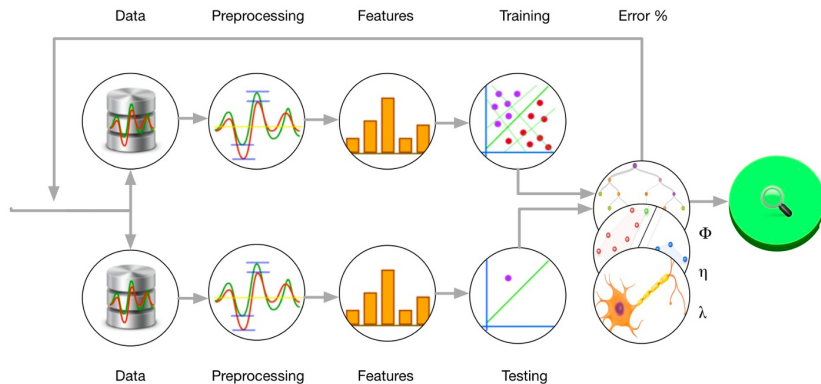 Data Preprocessing Features Training Error %
Φ
η
λ
Data Preprocessing Features Testing